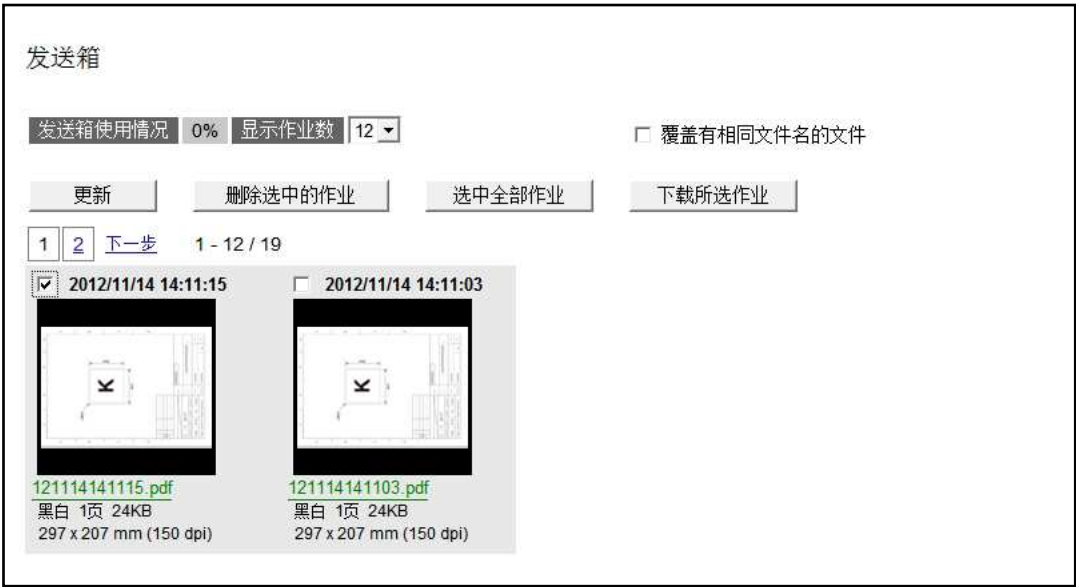 发送箱
发送箱使用情况 0% 显示作业数 12 覆盖有相同文件名的文件
更新 删除选中的作业 选中全部作业 下载所选作业
1 2 下一步 1 - 12 / 19
2012/11/14 14:11:15 2012/11/14 14:11:03
K K
121114141115.pdf 121114141103.pdf
黑白 1页 24KB 黑白 1页 24KB
297 x 207 mm (150 dpi) 297 x 207 mm (150 dpi)